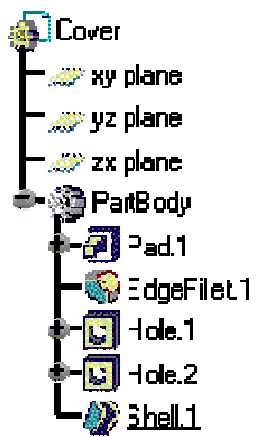 Cover
xy plane
yz plane
zx plane
PartBody
Pad.1
EdgeFillet.1
Hole.1
Hole.2
Shell.1